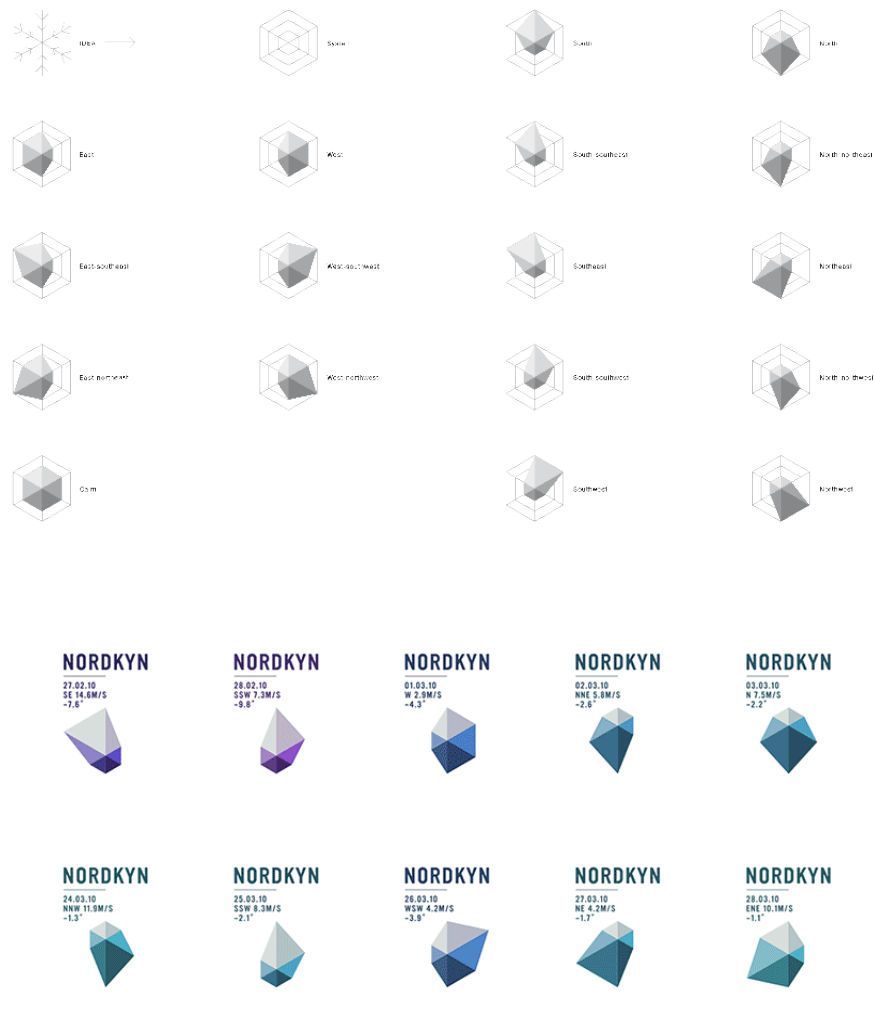 IDEA
South
North
East
West
South-southeast
North-northeast
East-southeast
West-southwest
Southeast
Northeast
East-northeast
West-northwest
South-southwest
North-northwest
Calm
Southwest
Northwest
NORDKYN
27.02.10
SE 14.6M/S
-7.6°
NORDKYN
28.02.10
SSW 7.3M/S
-9.8°
NORDKYN
01.03.10
W 2.9M/S
-4.3°
NORDKYN
02.03.10
NNE 5.8M/S
-2.6°
NORDKYN
03.03.10
N 7.5M/S
-2.2°
NORDKYN
24.03.10
NNW 11.9M/S
-1.3°
NORDKYN
25.03.10
SSW 8.3M/S
-2.1°
NORDKYN
26.03.10
WSW 4.2M/S
-3.9°
NORDKYN
27.03.10
NE 4.2M/S
-1.7°
NORDKYN
28.03.10
ENE 10.1M/S
-1.1°